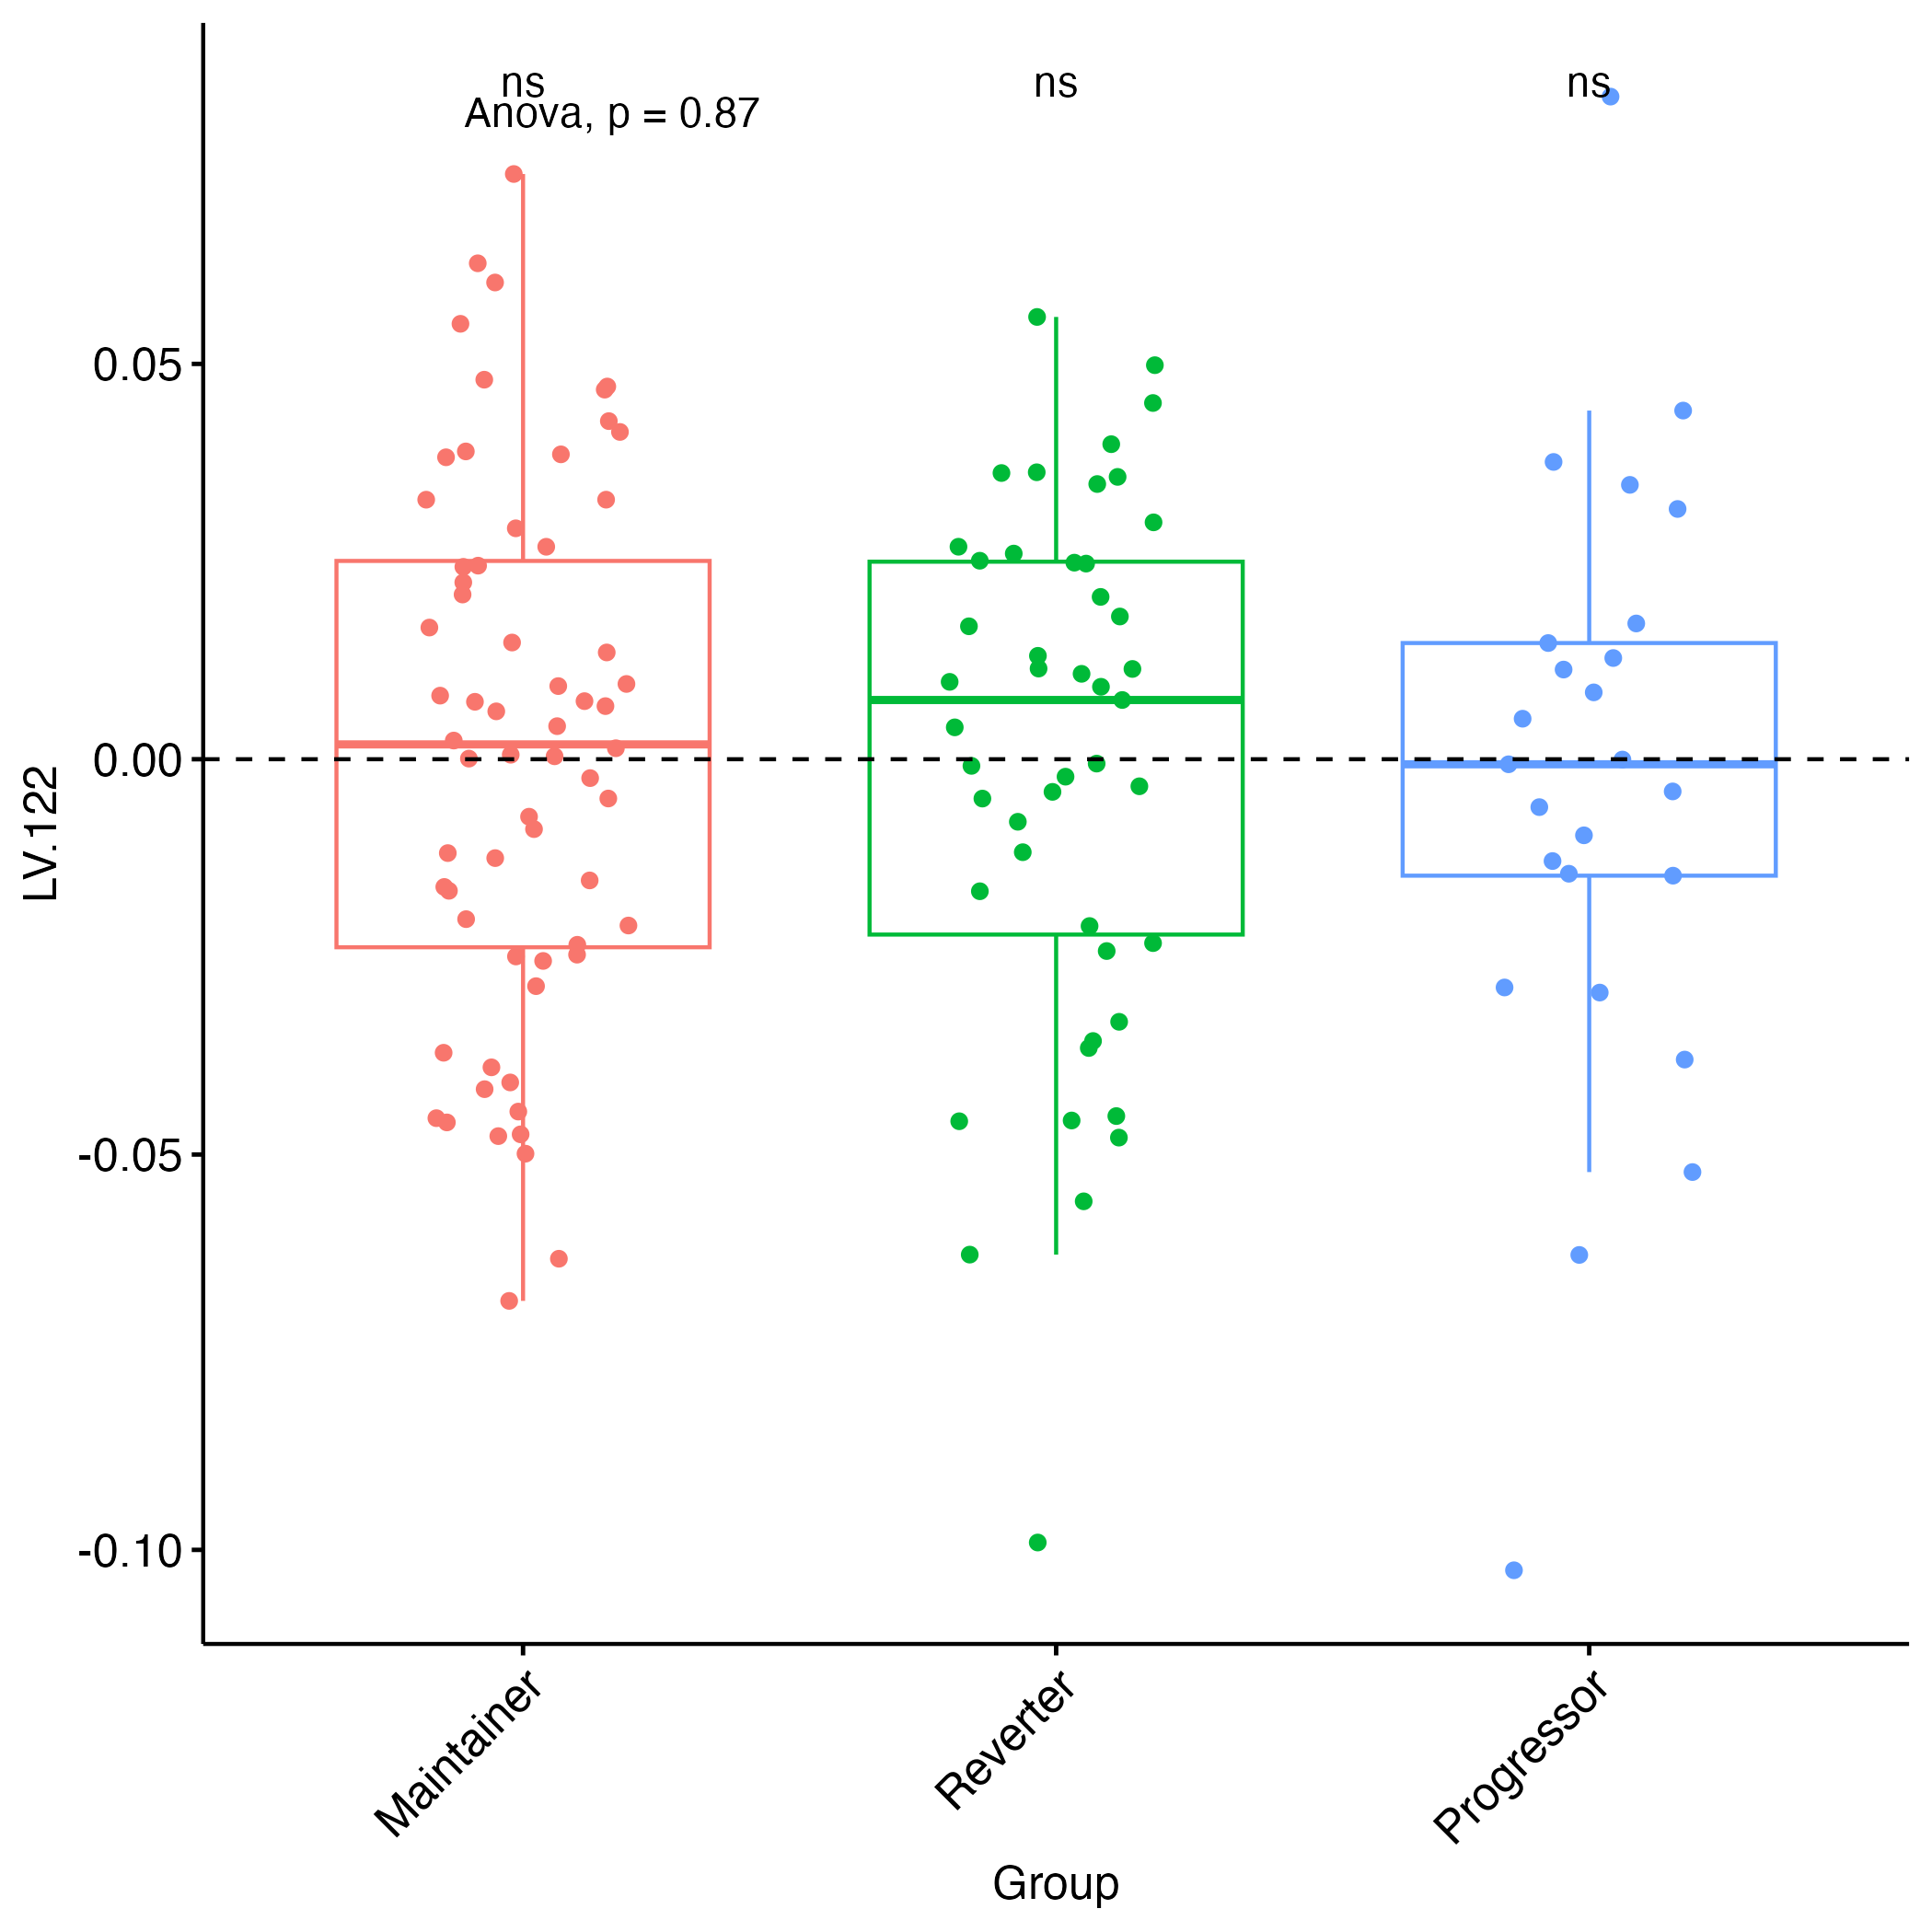 ns
ns
ns
Anova, p = 0.87
0.05
0.00
-0.05
-0.10
LV.122
Maintainer
Reverter
Progressor
Group